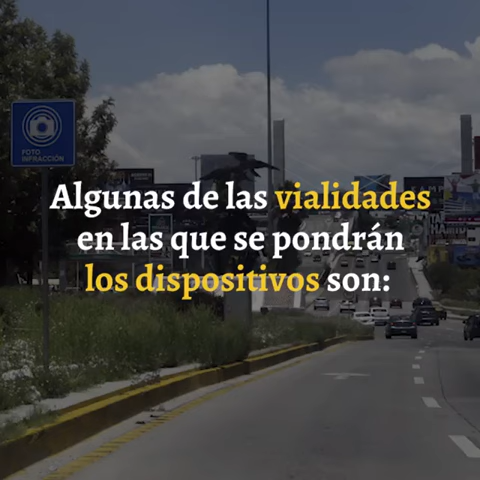 FOTO
INFRACCIÓN
Algunas de las vialidades
en las que se pondrán
los dispositivos son: